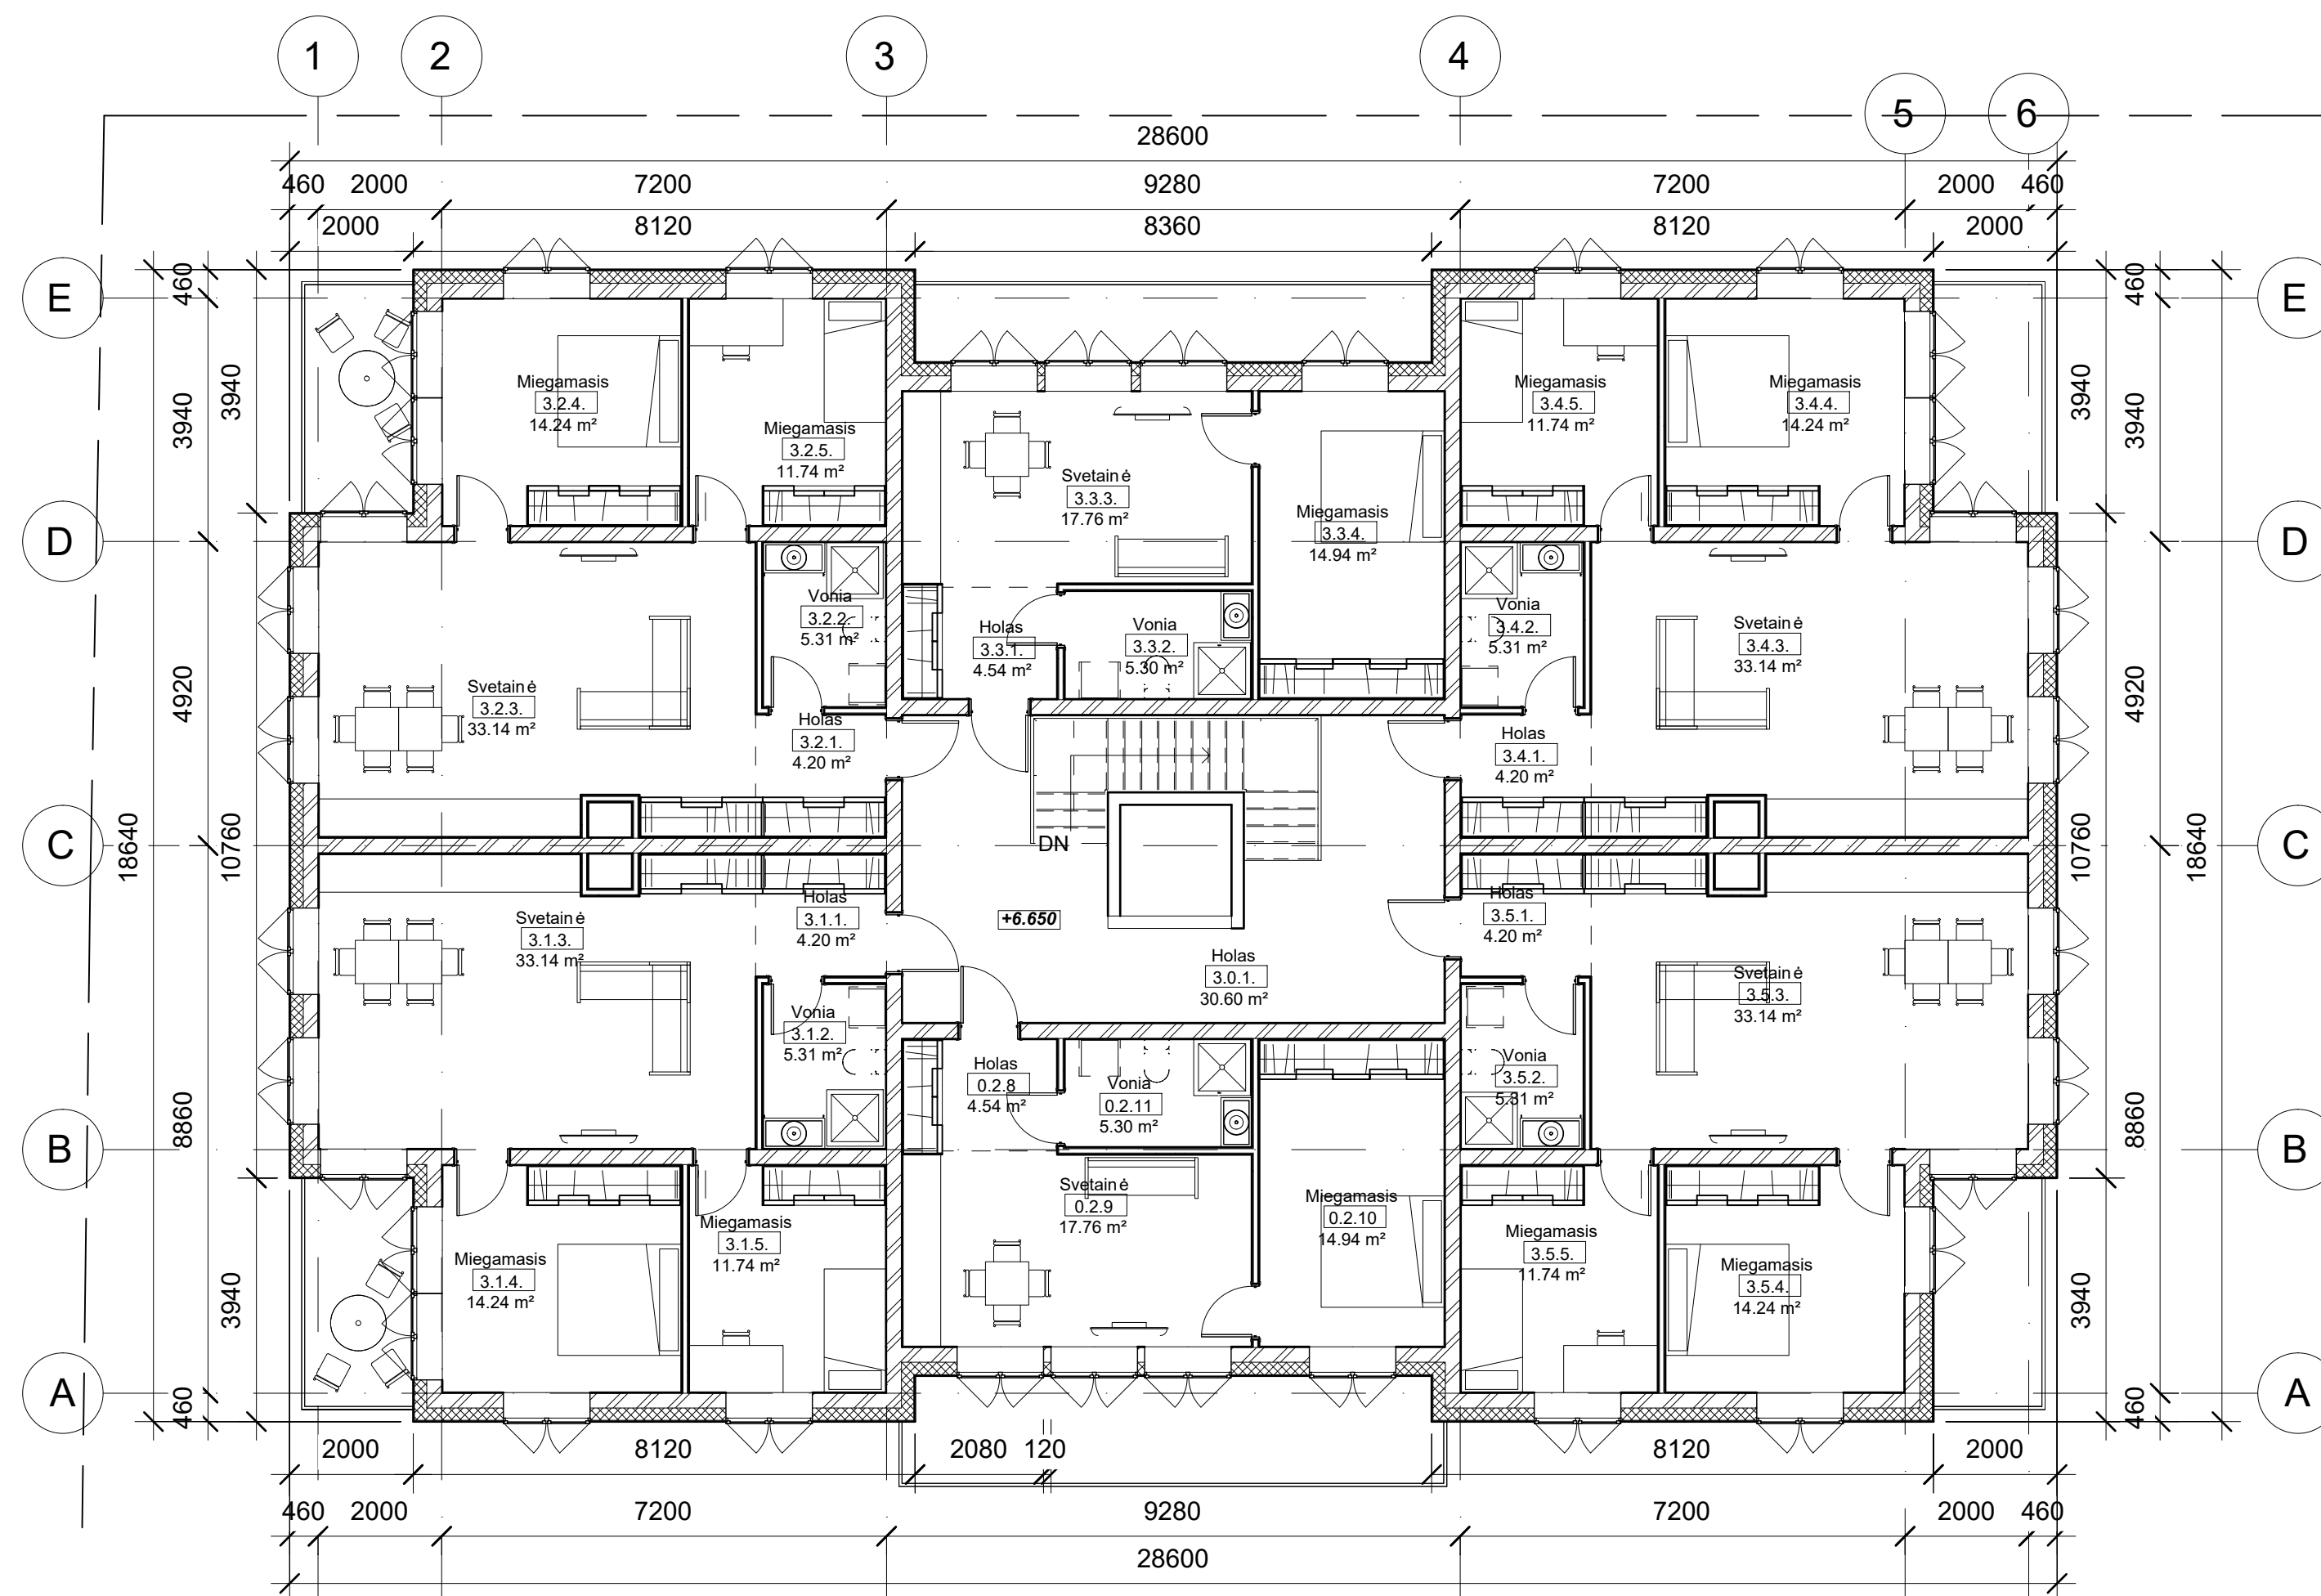 1 2 3 4
5 6
28600
460 2000 7200 9280 7200 2000 460
2000 8120 8360 8120 2000
E
460
460
E
3940
3940
3940
3940
Miegamasis
3.2.4.
14.24 m²
Miegamasis
3.2.5.
11.74 m²
Svetainė
3.3.3.
17.76 m²
Miegamasis
3.3.4.
14.94 m²
Miegamasis
3.4.5.
11.74 m²
Miegamasis
3.4.4.
14.24 m²
D
D
Vonia
3.2.2.
5.31 m²
Holas
3.3.1.
4.54 m²
Vonia
3.3.2.
5.30 m²
Vonia
3.4.2.
5.31 m²
Svetainė
3.4.3.
33.14 m²
4920
4920
Svetainė
3.2.3.
33.14 m²
Holas
3.2.1.
4.20 m²
Holas
3.4.1.
4.20 m²
DN
C
18640
10760
10760
18640
C
Svetainė
3.1.3.
33.14 m²
Holas
3.1.1.
4.20 m²
+6.650
Holas
3.0.1.
30.60 m²
Holas
3.5.1.
4.20 m²
Svetainė
3.5.3.
33.14 m²
Vonia
3.1.2.
5.31 m²
Holas
0.2.8
4.54 m²
Vonia
0.2.11
5.30 m²
Vonia
3.5.2.
5.31 m²
8860
8860
B
B
Svetainė
0.2.9
17.76 m²
Miegamasis
0.2.10
14.94 m²
Miegamasis
3.1.4.
14.24 m²
Miegamasis
3.1.5.
11.74 m²
Miegamasis
3.5.5.
11.74 m²
Miegamasis
3.5.4.
14.24 m²
3940
3940
A
460
460
A
2000 8120 2080 120 8120 2000
460 2000 7200 9280 7200 2000 460
28600